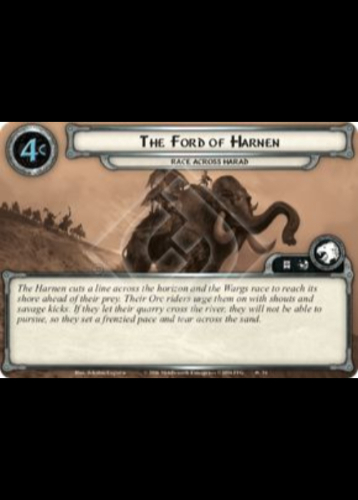 4c
THE FORD OF HARNEN
RACE ACROSS HARAD
The Harnen cuts a line across the horizon and the Wargs race to reach its
shore ahead of their prey. Their Orc riders urge them on with shouts and
savage kicks. If they let their quarry cross the river, they will not be able to
pursue, so they set a frenzied pace and tear across the sand.